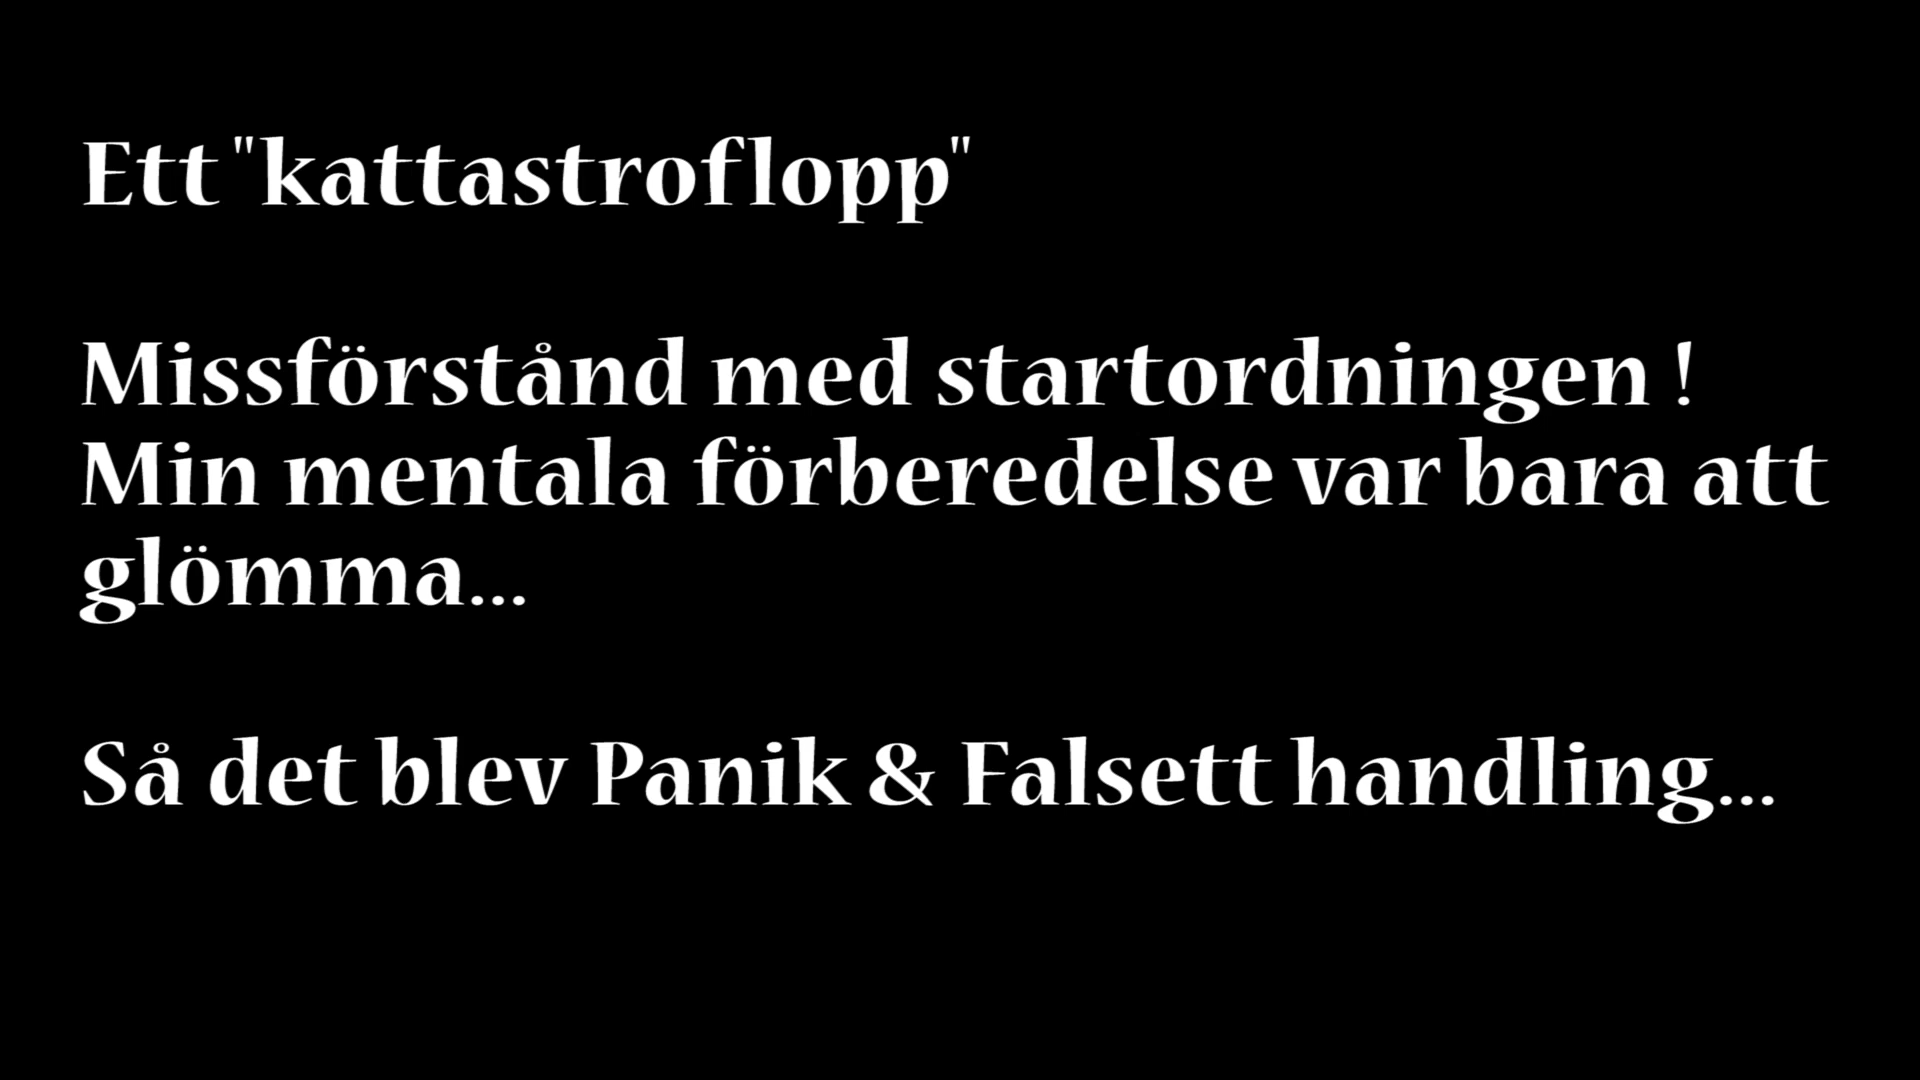 Ett "kattastroflopp"
Missförstånd med startordningen !
Min mentala förberedelse var bara att
glömma...
Så det blev Panik & Falsett handling...